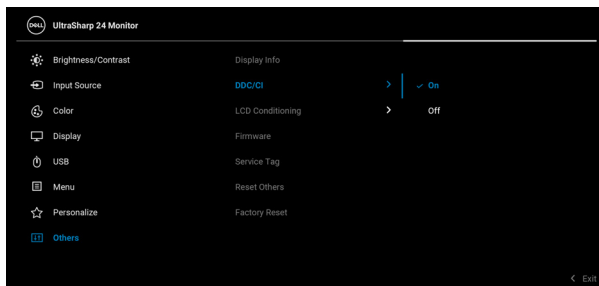 DELL UltraSharp 24 Monitor
Brightness/Contrast Display Info
Input Source DDC/CI > ✓ On
Color LCD Conditioning > Off
Display Firmware
USB Service Tag
Menu Reset Others
Personalize Factory Reset
Others
< Exit